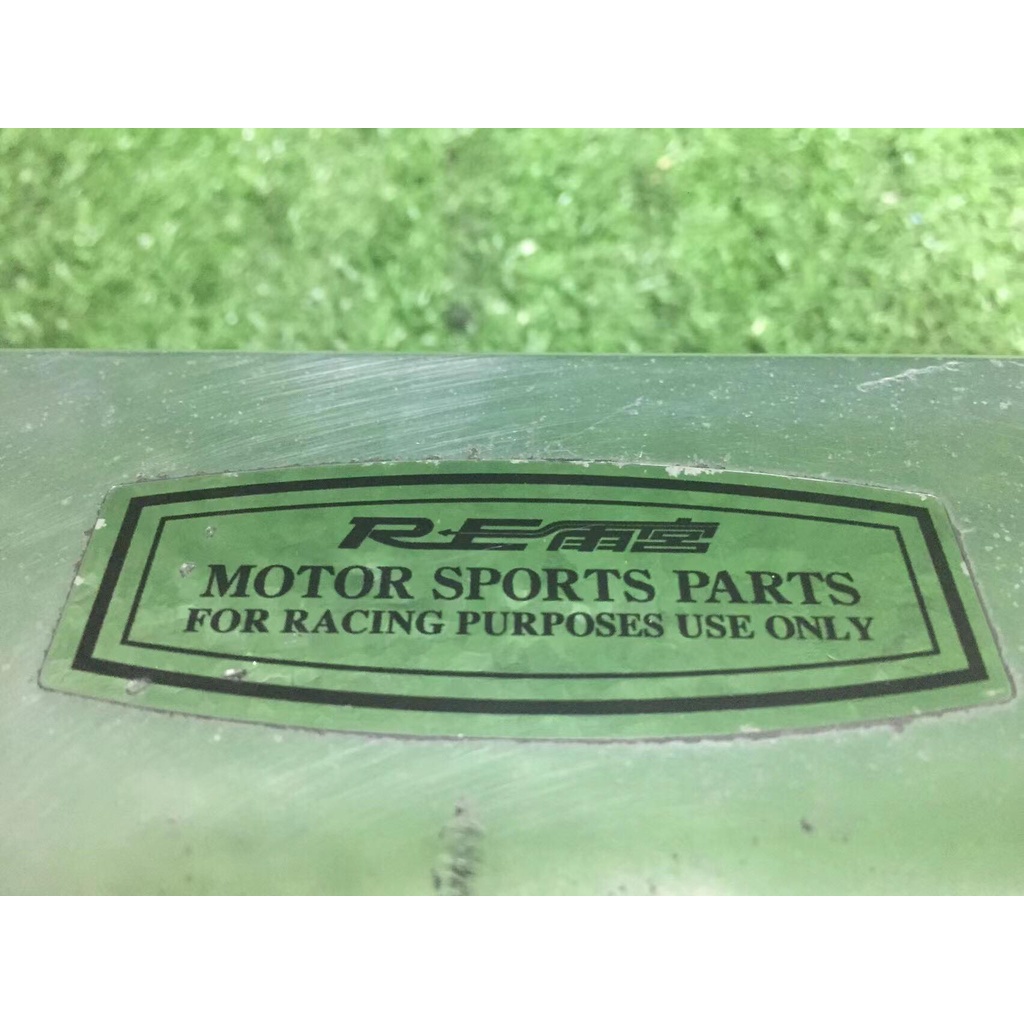 RE雨宮
MOTOR SPORTS PARTS
FOR RACING PURPOSES USE ONLY